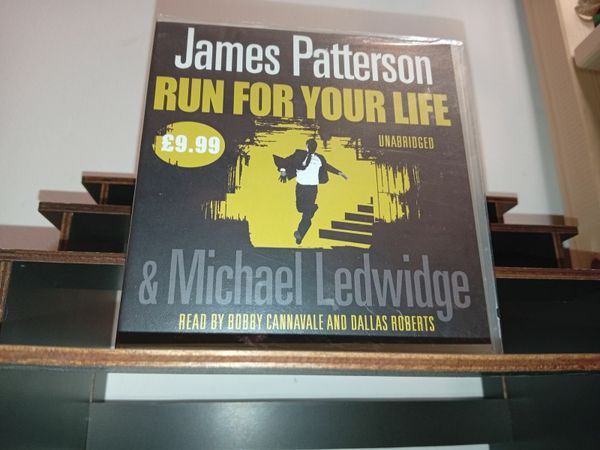 James Patterson
RUN FOR YOUR LIFE
£9.99
UNABRIDGED
& Michael Ledwidge
READ BY BOBBY CANNAVALE AND DALLAS ROBERTS